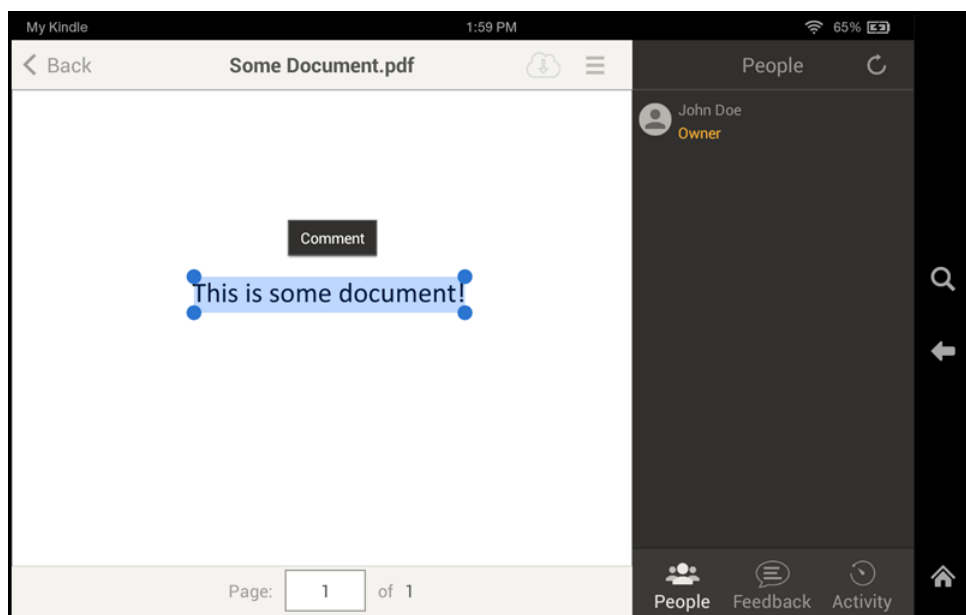 My Kindle 1:59 PM 65%
Back Some Document.pdf People
John Doe
Owner
Comment
This is some document!
Page: 1 of 1
People Feedback Activity